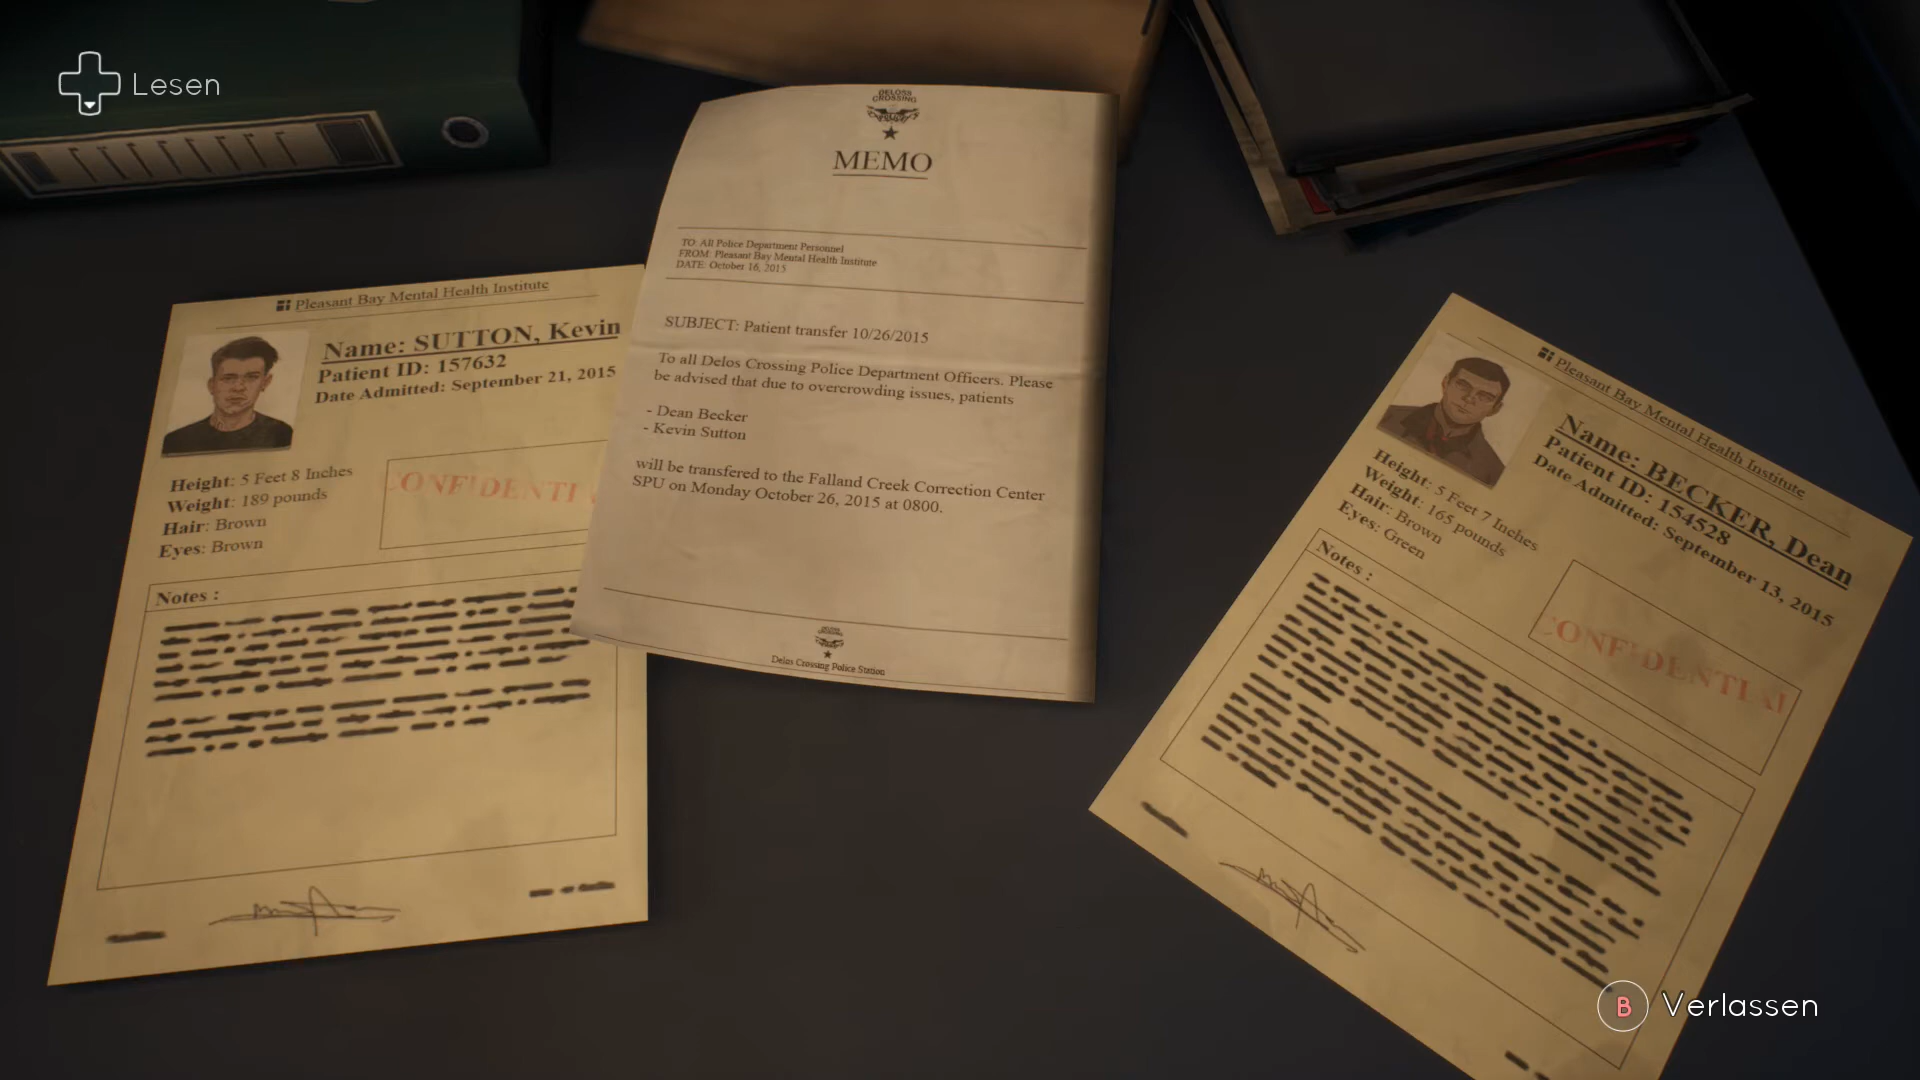 Lesen
DELOSS
CROSSING
MEMO
TO: All Police Department Personnel
FROM: Pleasant Bay Mental Health Institute
DATE: October 16, 2015
SUBJECT: Patient transfer 10/26/2015
To all Delos Crossing Police Department Officers. Please
be advised that due to overcrowding issues, patients
- Dean Becker
- Kevin Sutton
will be transfered to the Falland Creek Correction Center
SPU on Monday October 26, 2015 at 0800.
Delos Crossing Police Station
Pleasant Bay Mental Health Institute
Name: SUTTON, Kevin
Patient ID: 157632
Date Admitted: September 21, 2015
Height: 5 Feet 8 Inches
Weight: 189 pounds
Hair: Brown
Eyes: Brown
CONFIDENTI
Notes :
Pleasant Bay Mental Health Institute
Name: BECKER, Dean
Patient ID: 154528
Date Admitted: September 13, 2015
Height: 5 Feet 7 Inches
Weight: 165 pounds
Hair: Brown
Eyes: Green
CONFIDENTIAL
Notes :
B Verlassen